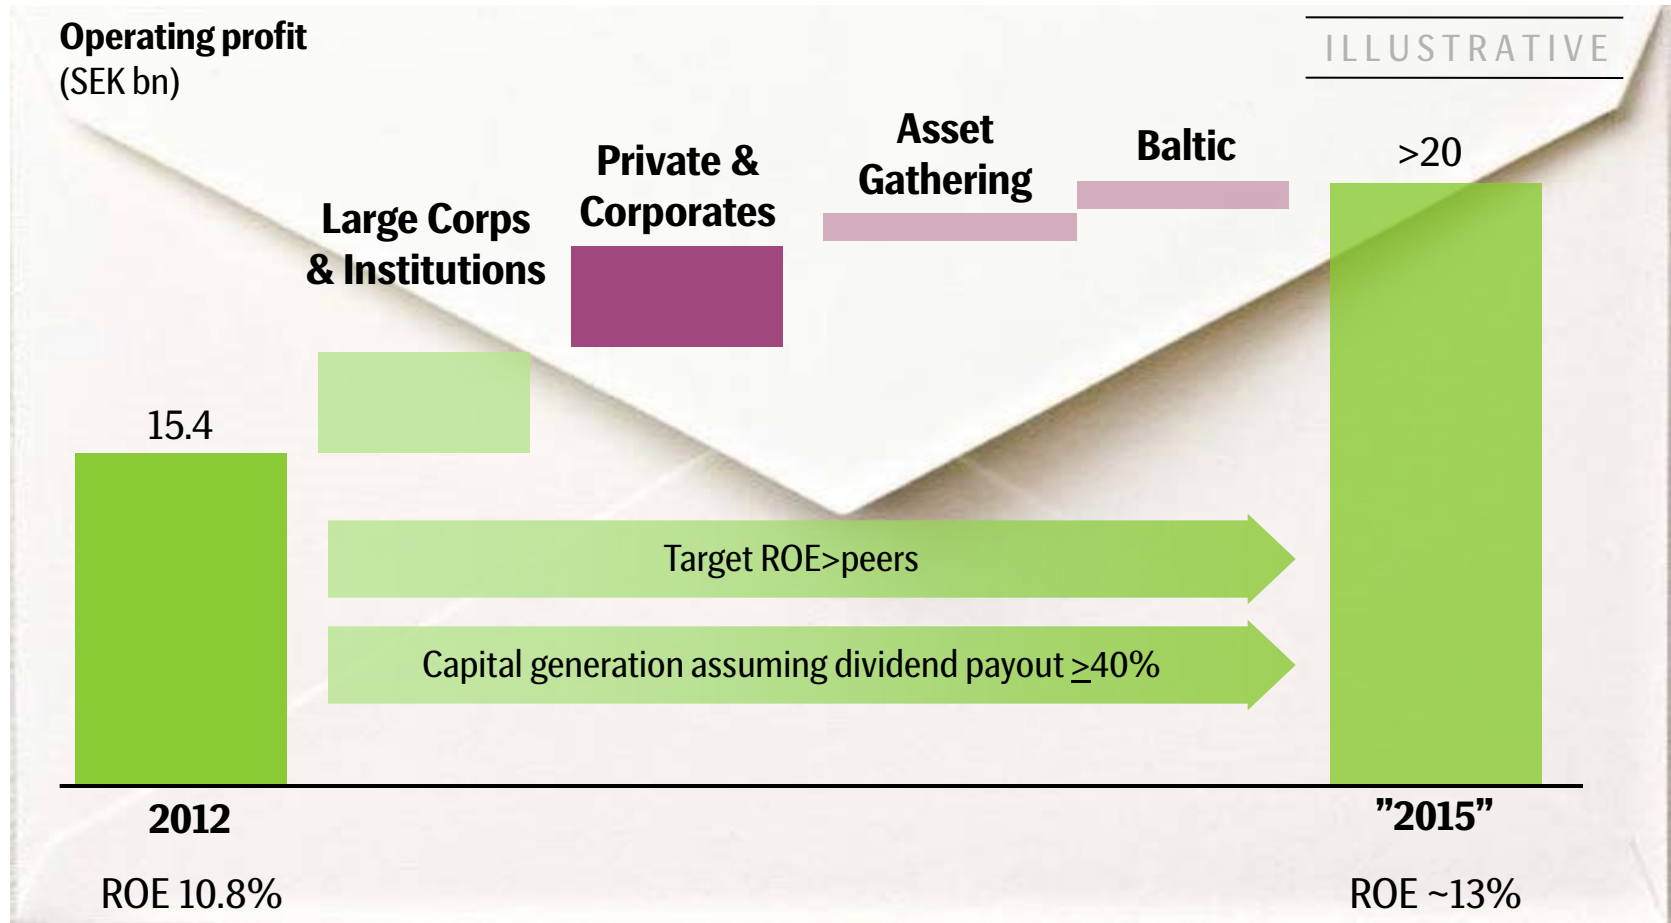 Operating profit
(SEK bn)
ILLUSTRATIVE
Large Corps
& Institutions
Private &
Corporates
Asset
Gathering
Baltic
15.4
>20
Target ROE>peers
Capital generation assuming dividend payout ≥40%
2012
”2015”
ROE 10.8%
ROE ~13%